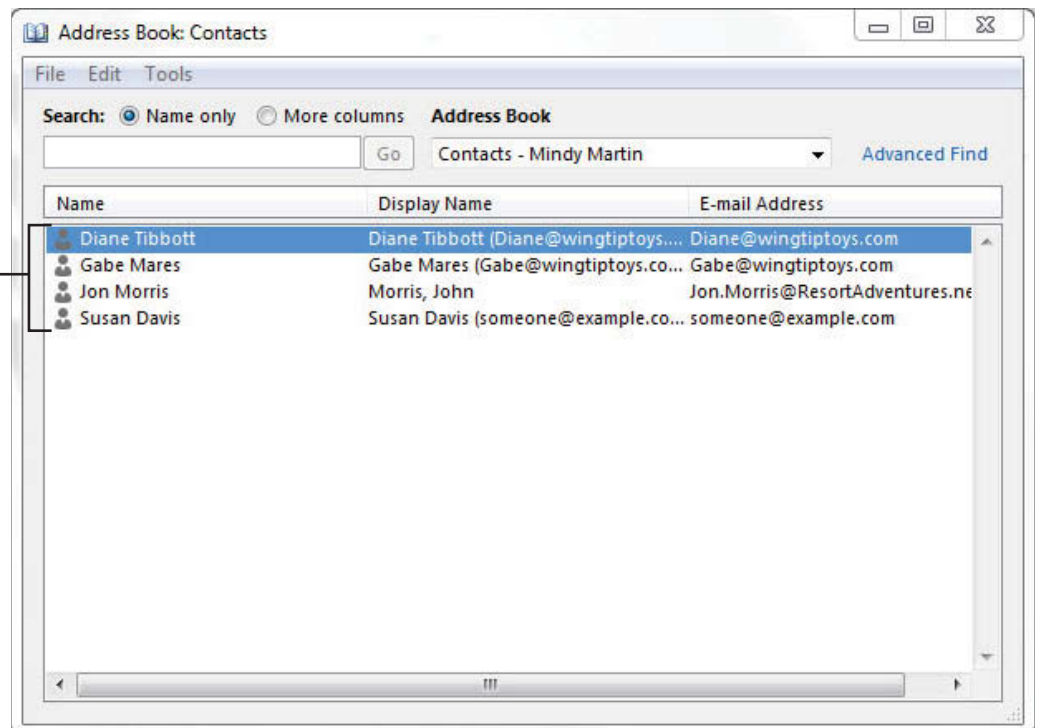 Address Book: Contacts
File Edit Tools
Search: Name only More columns Address Book
Go Contacts - Mindy Martin Advanced Find
Name Display Name E-mail Address
Diane Tibbott Diane Tibbott (Diane@wingtiptoys.... Diane@wingtiptoys.com
Gabe Mares Gabe Mares (Gabe@wingtiptoys.co... Gabe@wingtiptoys.com
Jon Morris Morris, John Jon.Morris@ResortAdventures.ne
Susan Davis Susan Davis (someone@example.co... someone@example.com